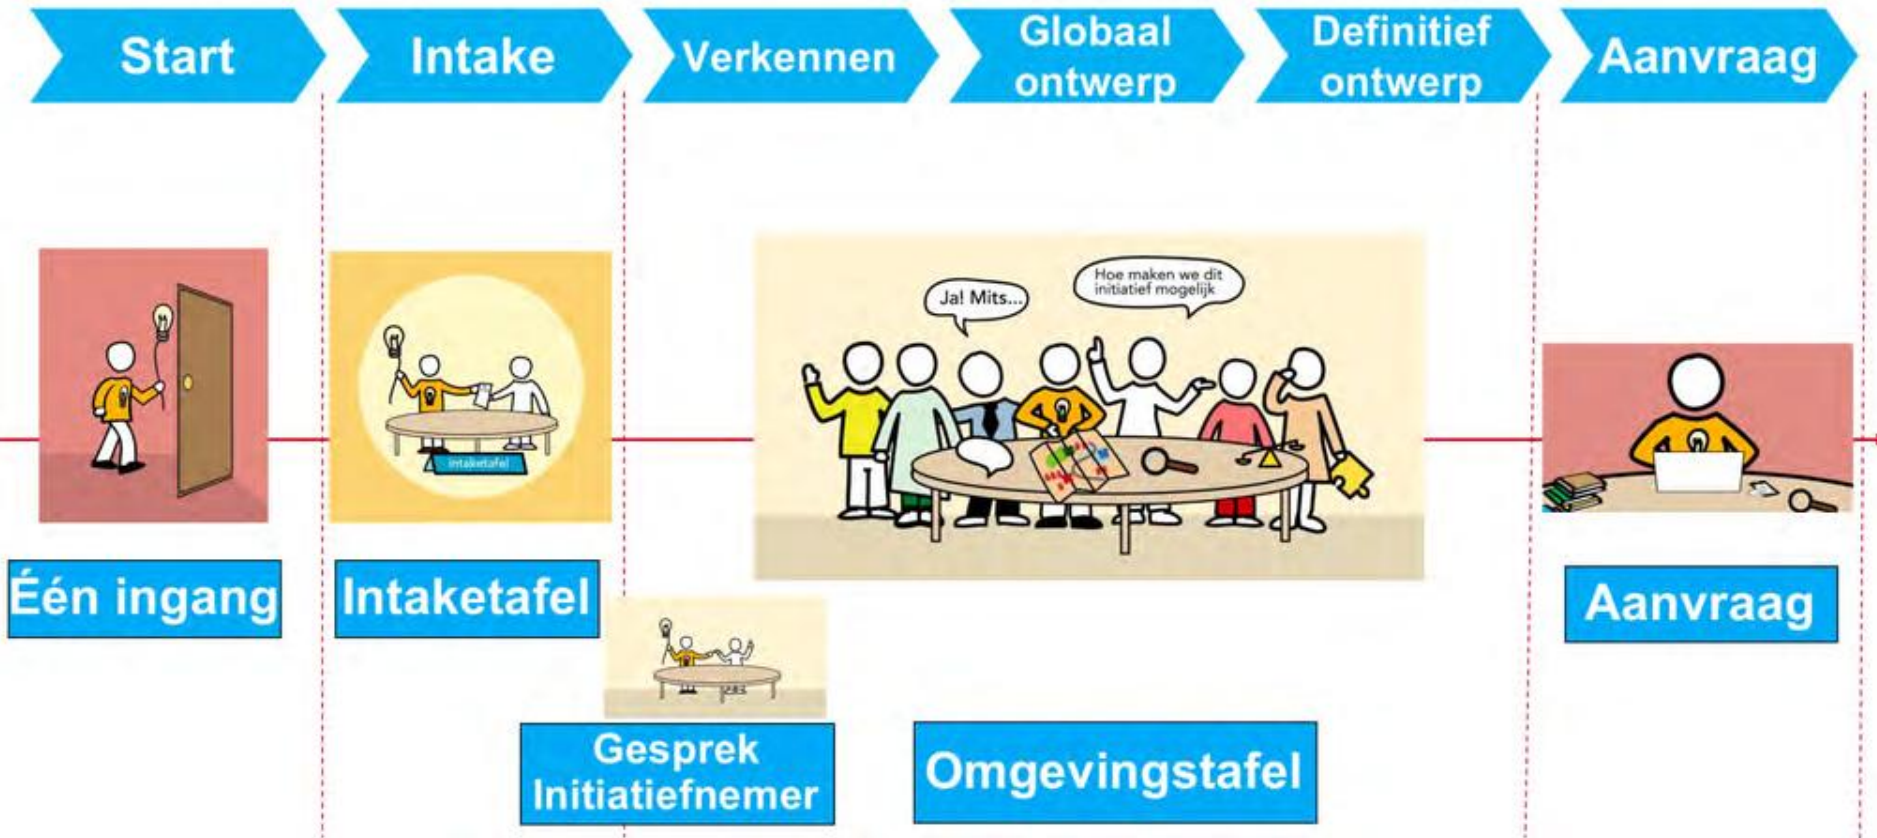 Start
Intake
Verkennen
Globaal
ontwerp
Definitief
ontwerp
Aanvraag
Ja! Mits...
Hoe maken we dit
initiatief mogelijk
intaketafel
Één ingang
Intaketafel
Aanvraag
Gesprek
Initiatiefnemer
Omgevingstafel